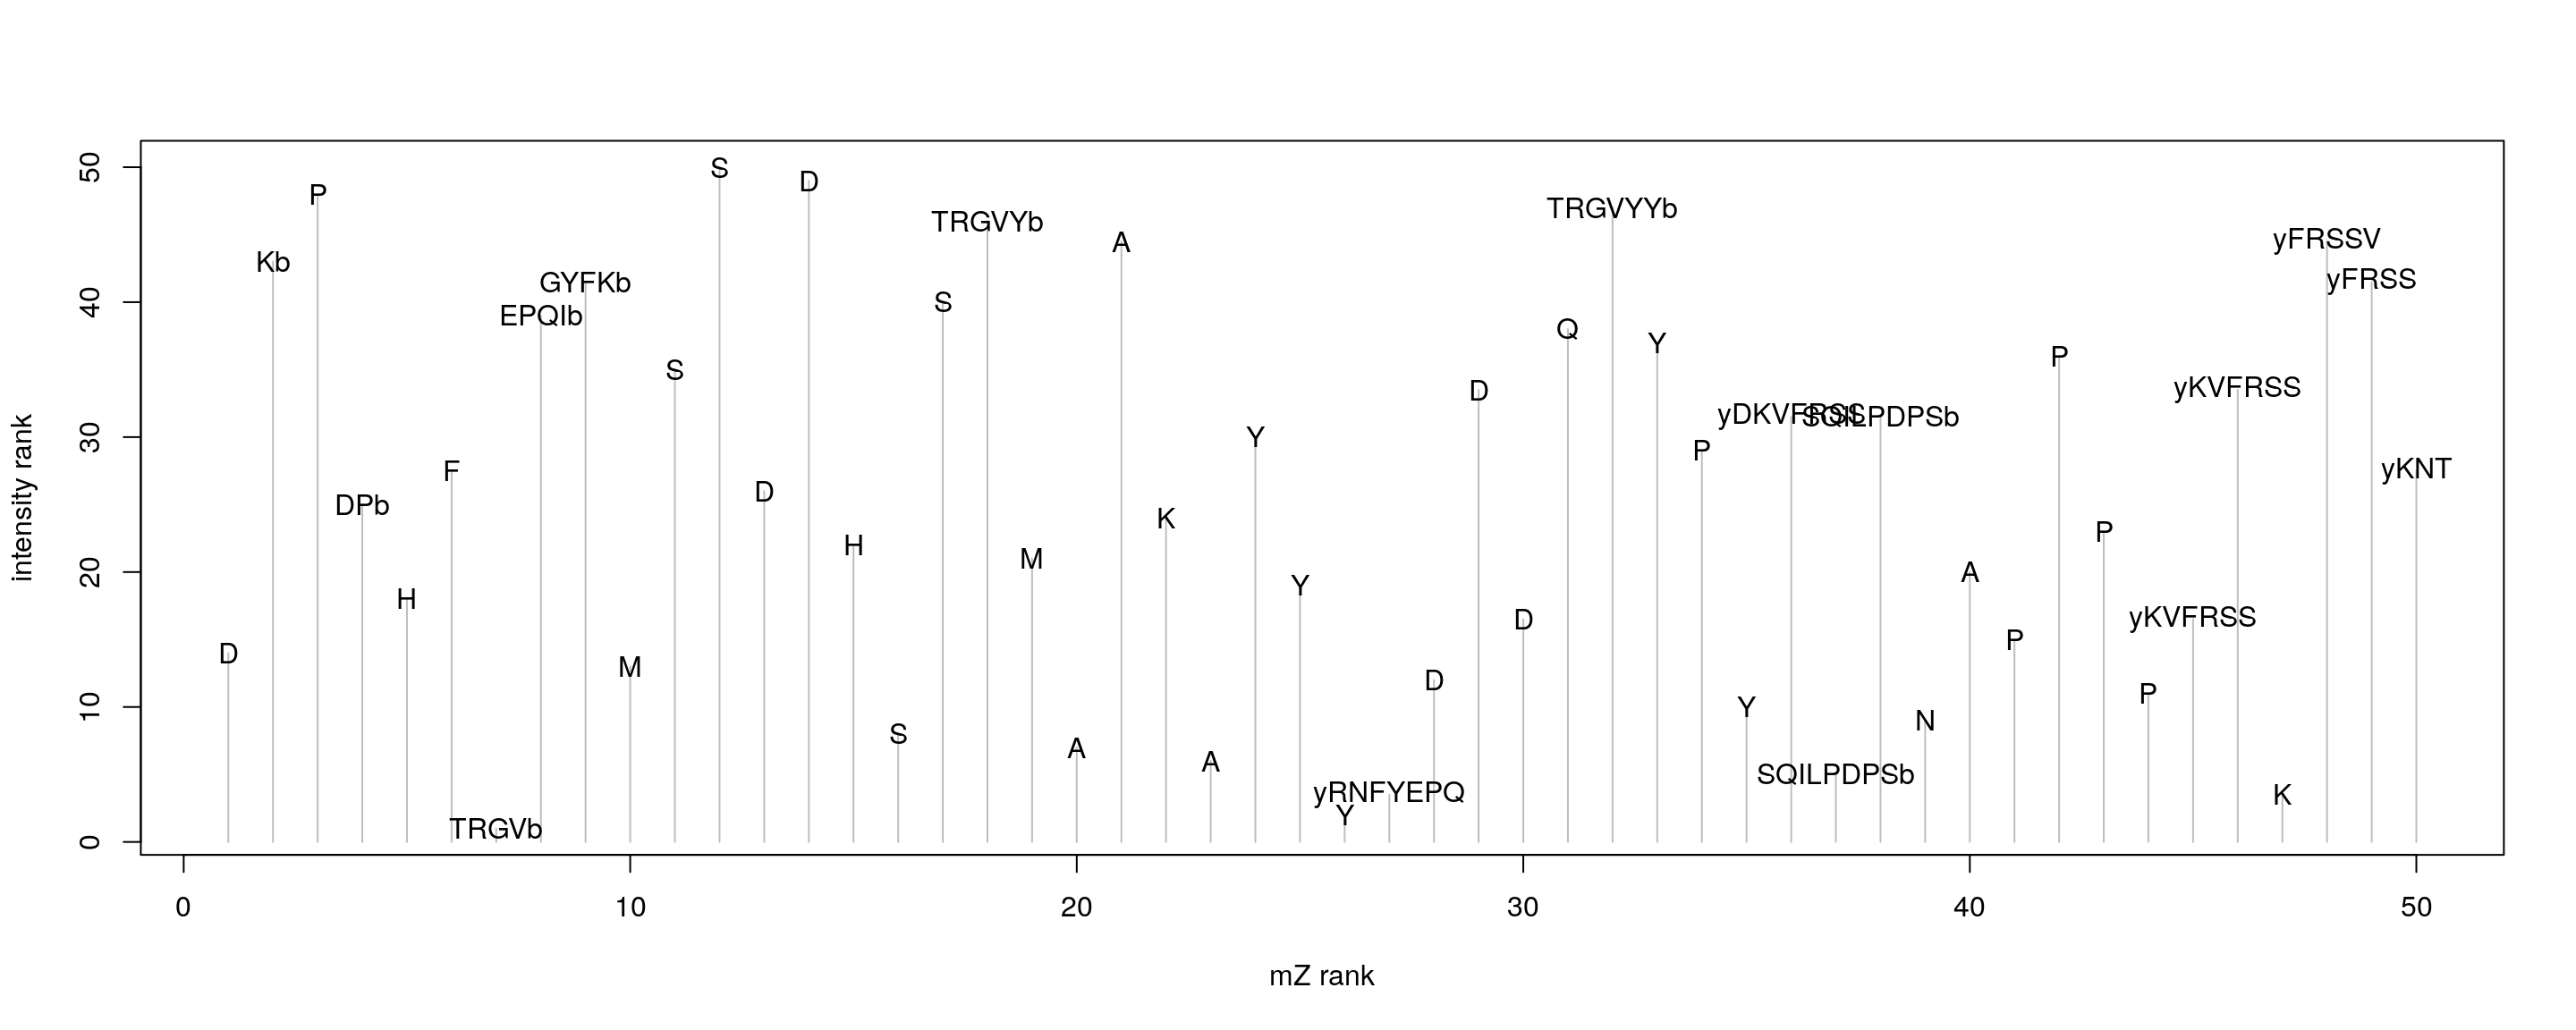 S
D
P
TRGVYYb
TRGVYb
A
yFRSSV
Kb
yFRSS
GYFKb
S
EPQIb
Q
Y
P
S
yKVFRSS
D
yDKVFRSS
SQILPDPSb
Y
P
F
yKNT
D
DPb
K
P
H
M
A
Y
H
yKVFRSS
D
D
P
M
D
P
Y
N
S
A
A
SQILPDPSb
yRNFYEPQ
K
Y
TRGVb
50
40
30
20
10
0
intensity rank
0 10 20 30 40 50
mZ rank